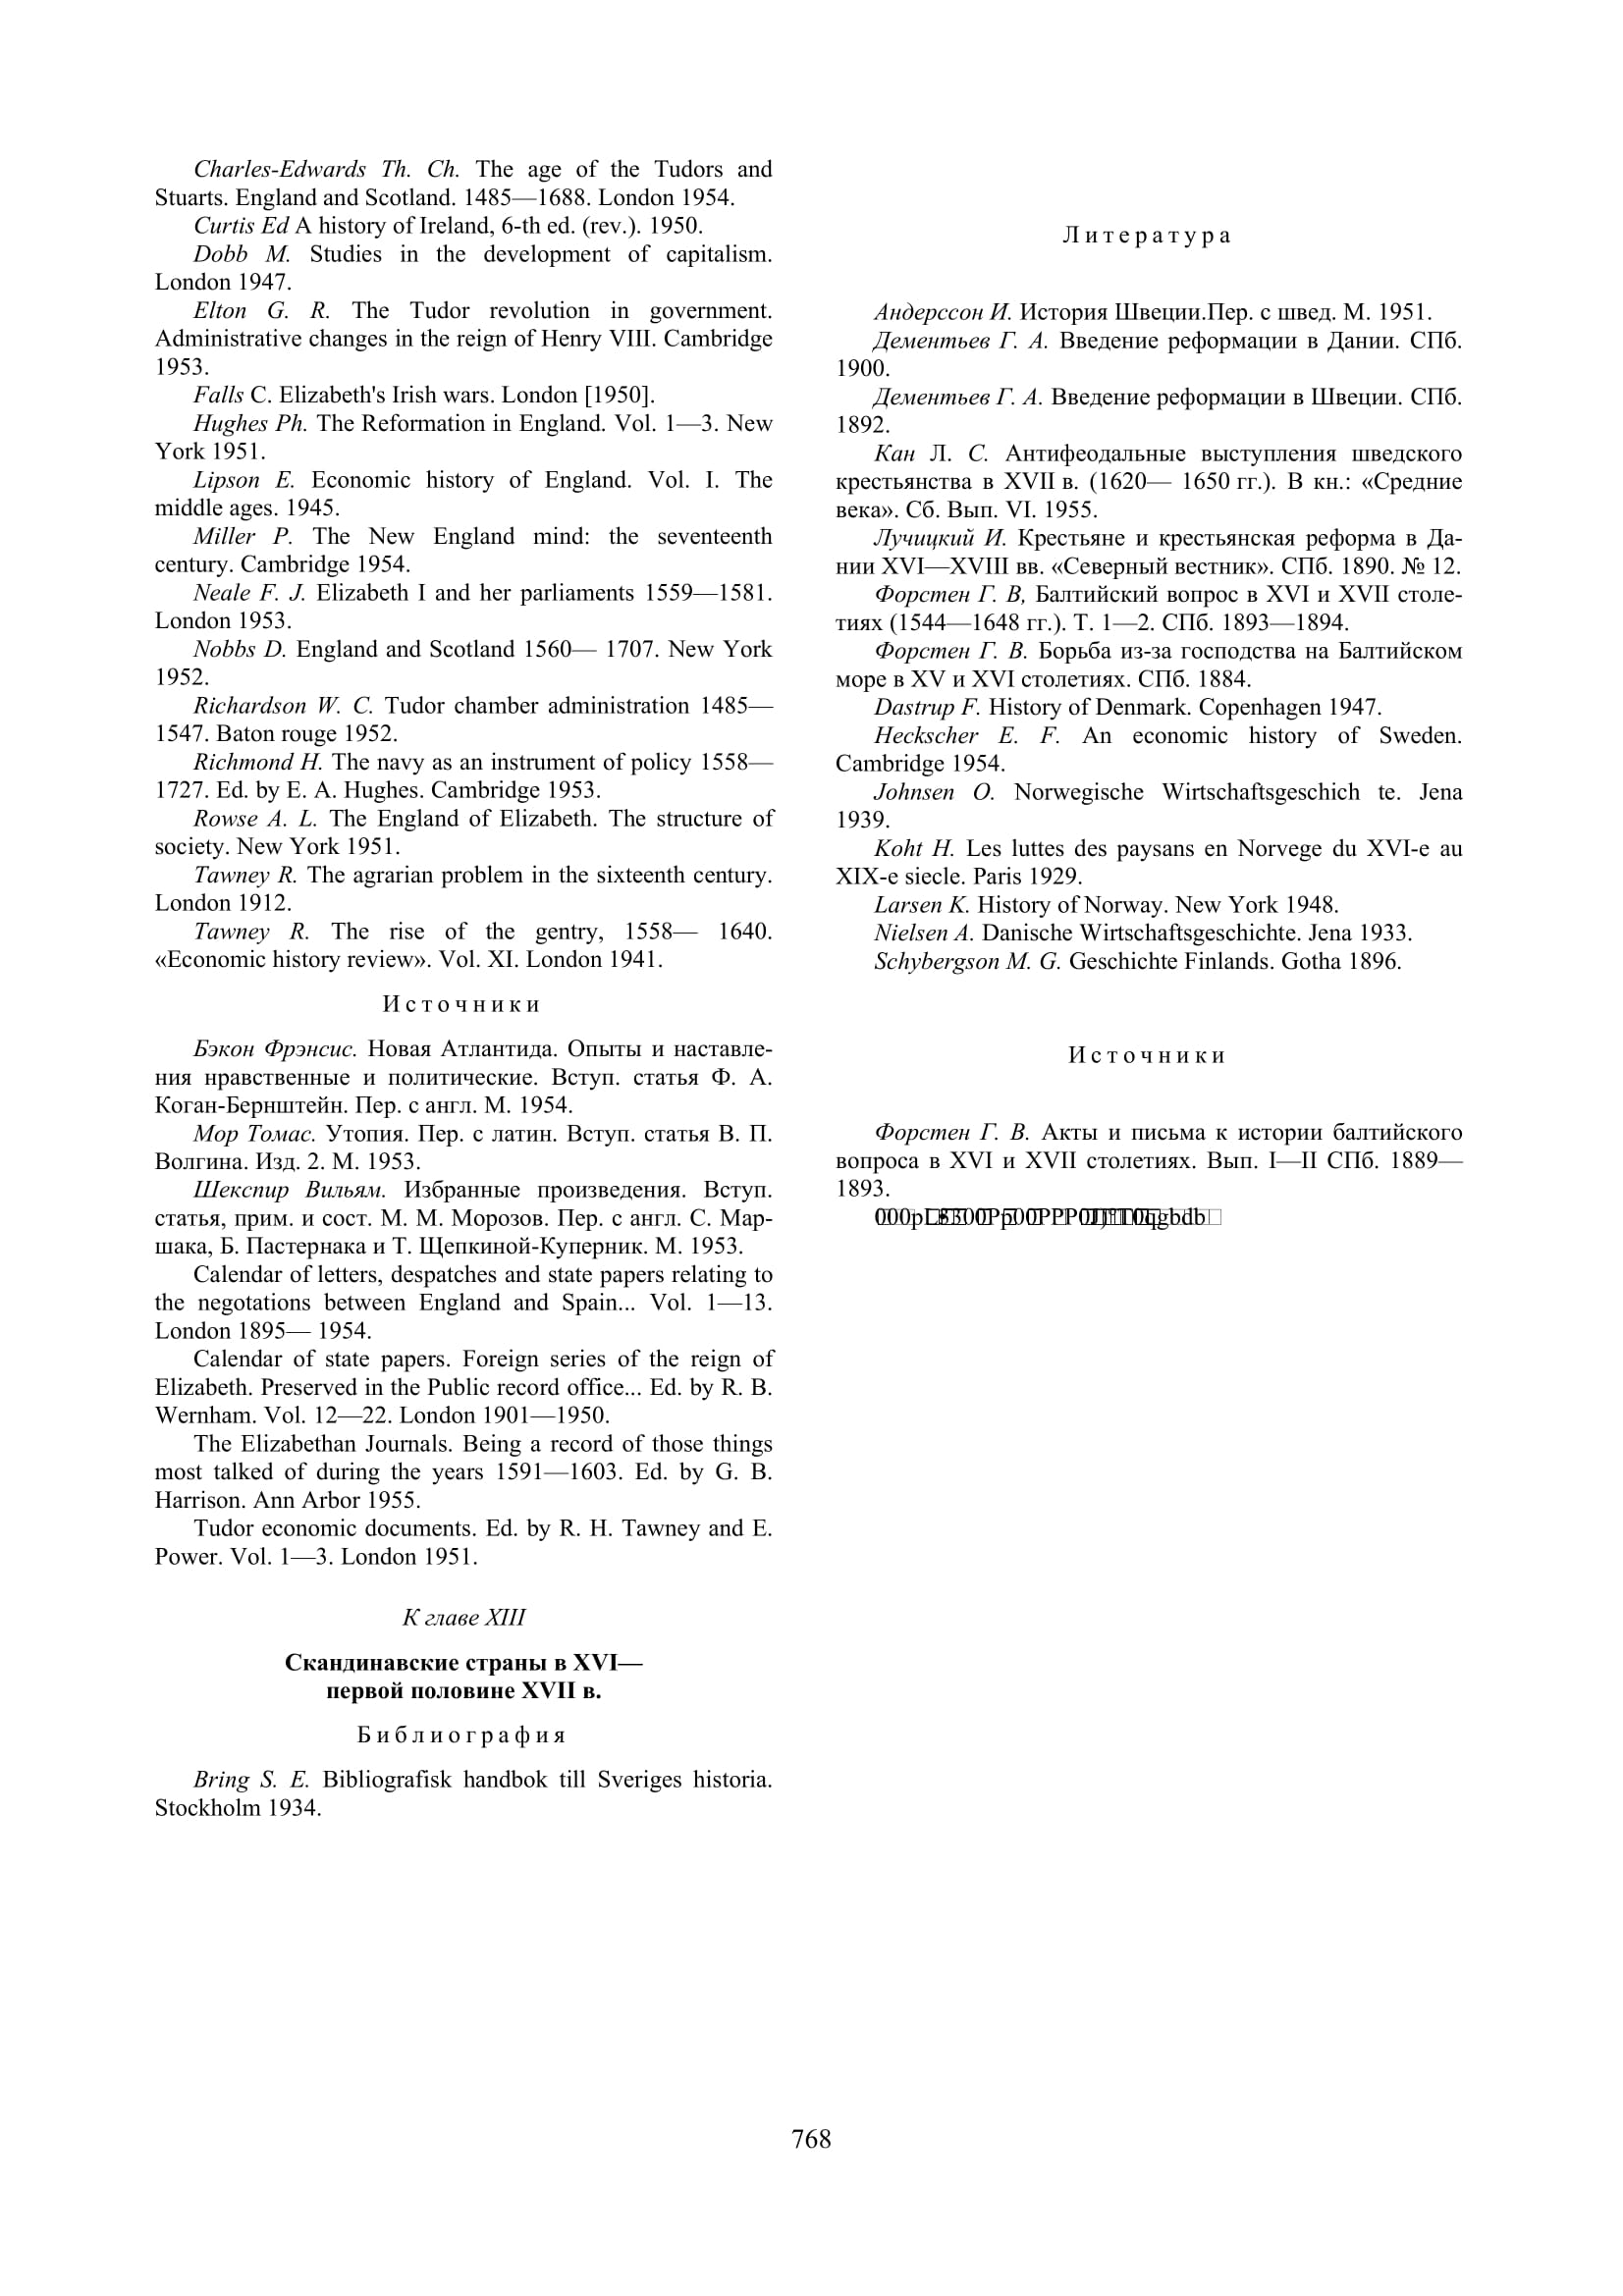 Charles-Edwards Th. Ch. The age of the Tudors and
Stuarts. England and Scotland. 1485—1688. London 1954.
Curtis Ed A history of Ireland, 6-th ed. (rev.). 1950.
Dobb M. Studies in the development of capitalism.
London 1947.
Elton G. R. The Tudor revolution in government.
Administrative changes in the reign of Henry VIII. Cambridge
1953.
Falls C. Elizabeth's Irish wars. London [1950].
Hughes Ph. The Reformation in England. Vol. 1—3. New
York 1951.
Lipson E. Economic history of England. Vol. I. The
middle ages. 1945.
Miller P. The New England mind: the seventeenth
century. Cambridge 1954.
Neale F. J. Elizabeth I and her parliaments 1559—1581.
London 1953.
Nobbs D. England and Scotland 1560— 1707. New York
1952.
Richardson W. C. Tudor chamber administration 1485—
1547. Baton rouge 1952.
Richmond H. The navy as an instrument of policy 1558—
1727. Ed. by E. A. Hughes. Cambridge 1953.
Rowse A. L. The England of Elizabeth. The structure of
society. New York 1951.
Tawney R. The agrarian problem in the sixteenth century.
London 1912.
Tawney R. The rise of the gentry, 1558— 1640.
«Economic history review». Vol. XI. London 1941.
Источники
Бэкон Фрэнсис. Новая Атлантида. Опыты и наставле-
ния нравственные и политические. Вступ. статья Ф. А.
Коган-Бернштейн. Пер. с англ. М. 1954.
Мор Томас. Утопия. Пер. с латин. Вступ. статья В. П.
Волгина. Изд. 2. М. 1953.
Шекспир Вильям. Избранные произведения. Вступ.
статья, прим. и сост. М. М. Морозов. Пер. с англ. С. Мар-
шака, Б. Пастернака и Т. Щепкиной-Куперник. М. 1953.
Calendar of letters, despatches and state papers relating to
the negotations between England and Spain... Vol. 1—13.
London 1895— 1954.
Calendar of state papers. Foreign series of the reign of
Elizabeth. Preserved in the Public record office... Ed. by R. B.
Wernham. Vol. 12—22. London 1901—1950.
The Elizabethan Journals. Being a record of those things
most talked of during the years 1591—1603. Ed. by G. B.
Harrison. Ann Arbor 1955.
Tudor economic documents. Ed. by R. H. Tawney and E.
Power. Vol. 1—3. London 1951.
К главе XIII
Скандинавские страны в XVI—
первой половине XVII в.
Библиография
Bring S. E. Bibliografisk handbok till Sveriges historia.
Stockholm 1934.
Литература
Андерссон И. История Швеции.Пер. с швед. М. 1951.
Дементьев Г. А. Введение реформации в Дании. СПб.
1900.
Дементьев Г. А. Введение реформации в Швеции. СПб.
1892.
Кан Л. С. Антифеодальные выступления шведского
крестьянства в XVII в. (1620— 1650 гг.). В кн.: «Средние
века». Сб. Вып. VI. 1955.
Лучицкий И. Крестьяне и крестьянская реформа в Да-
нии XVI—XVIII вв. «Северный вестник». СПб. 1890. № 12.
Форстен Г. В, Балтийский вопрос в XVI и XVII столе-
тиях (1544—1648 гг.). Т. 1—2. СПб. 1893—1894.
Форстен Г. В. Борьба из-за господства на Балтийском
море в XV и XVI столетиях. СПб. 1884.
Dastrup F. History of Denmark. Copenhagen 1947.
Heckscher E. F. An economic history of Sweden.
Cambridge 1954.
Johnsen O. Norwegische Wirtschaftsgeschich te. Jena
1939.
Koht H. Les luttes des paysans en Norvege du XVI-e au
XIX-e siecle. Paris 1929.
Larsen K. History of Norway. New York 1948.
Nielsen A. Danische Wirtschaftsgeschichte. Jena 1933.
Schybergson M. G. Geschichte Finlands. Gotha 1896.
Источники
Форстен Г. В. Акты и письма к истории балтийского
вопроса в XVI и XVII столетиях. Вып. I—II СПб. 1889—
1893.
768